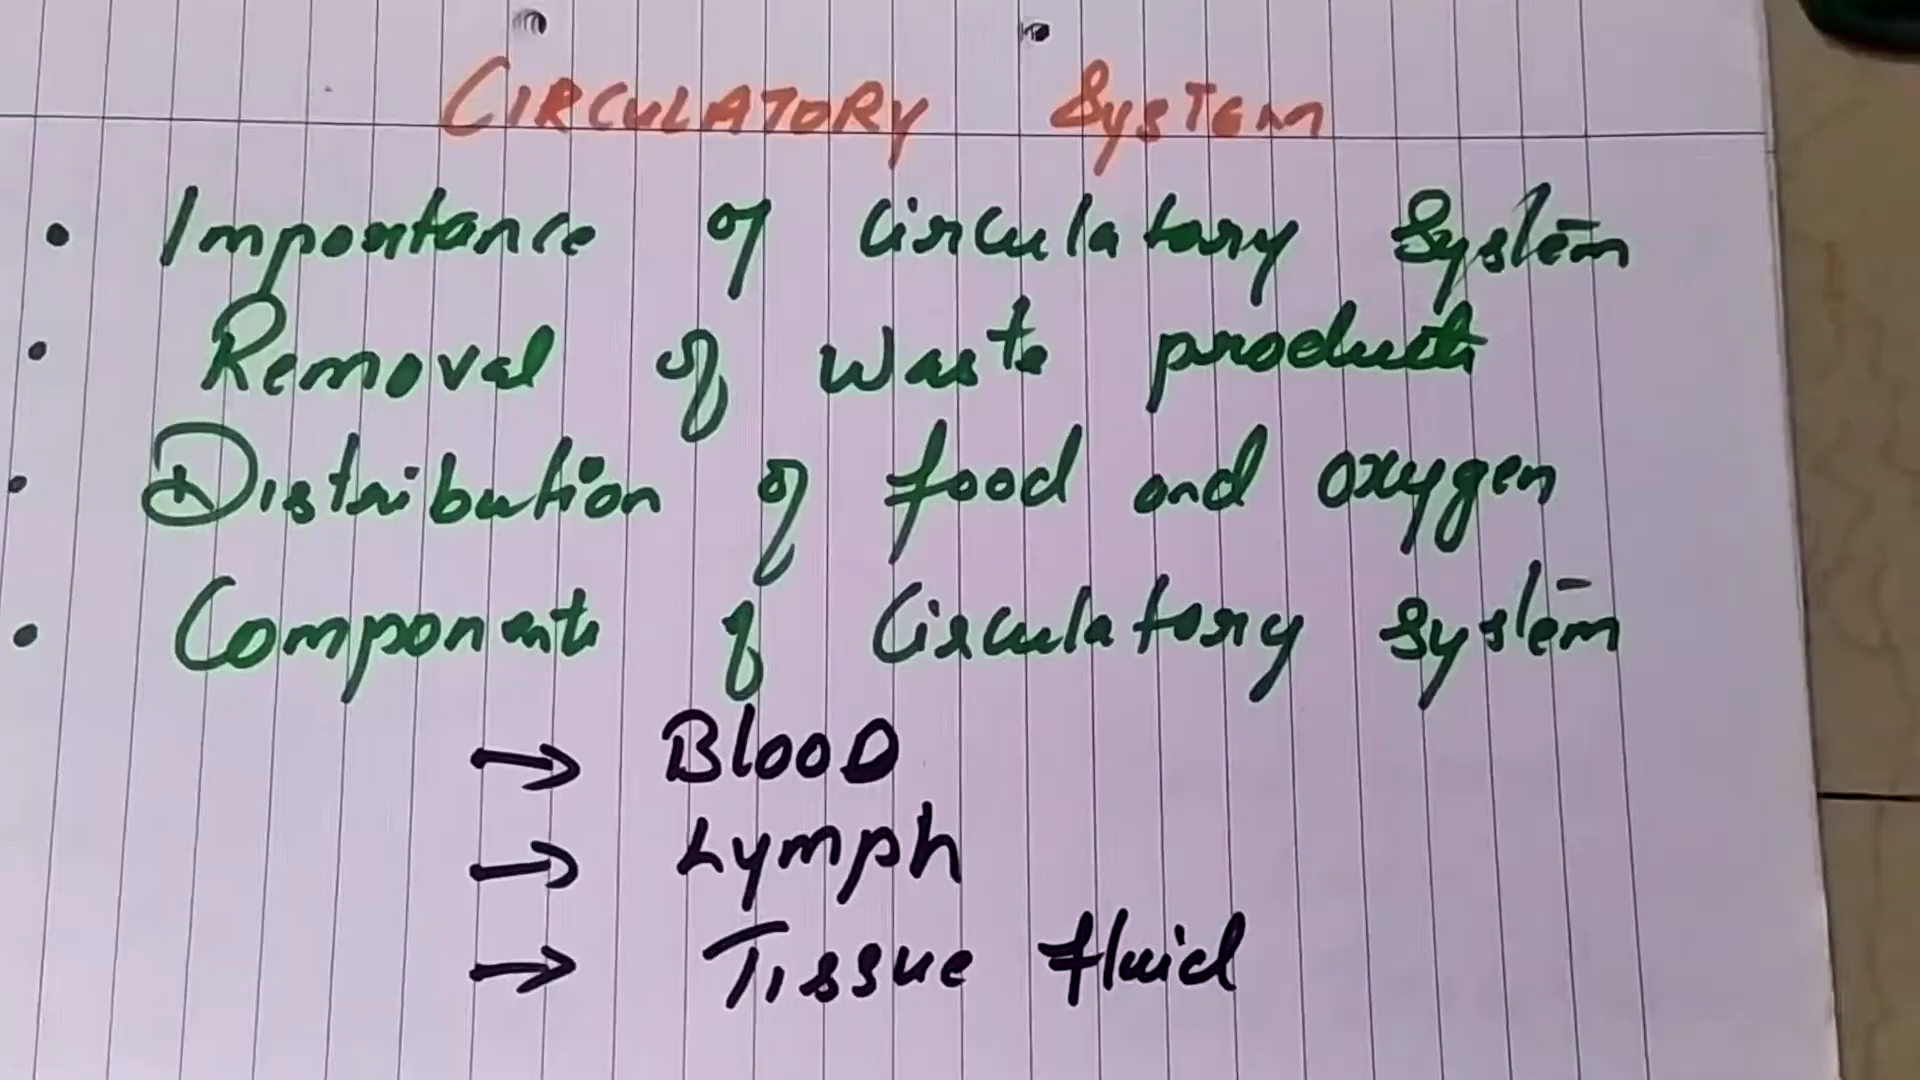 CIRCULATORY SYSTEM
• Importance of Circulatory System
• Removal of waste products
• Distribution of food and oxygen
• Components of Circulatory System
→ Blood
→ Lymph
→ Tissue fluid